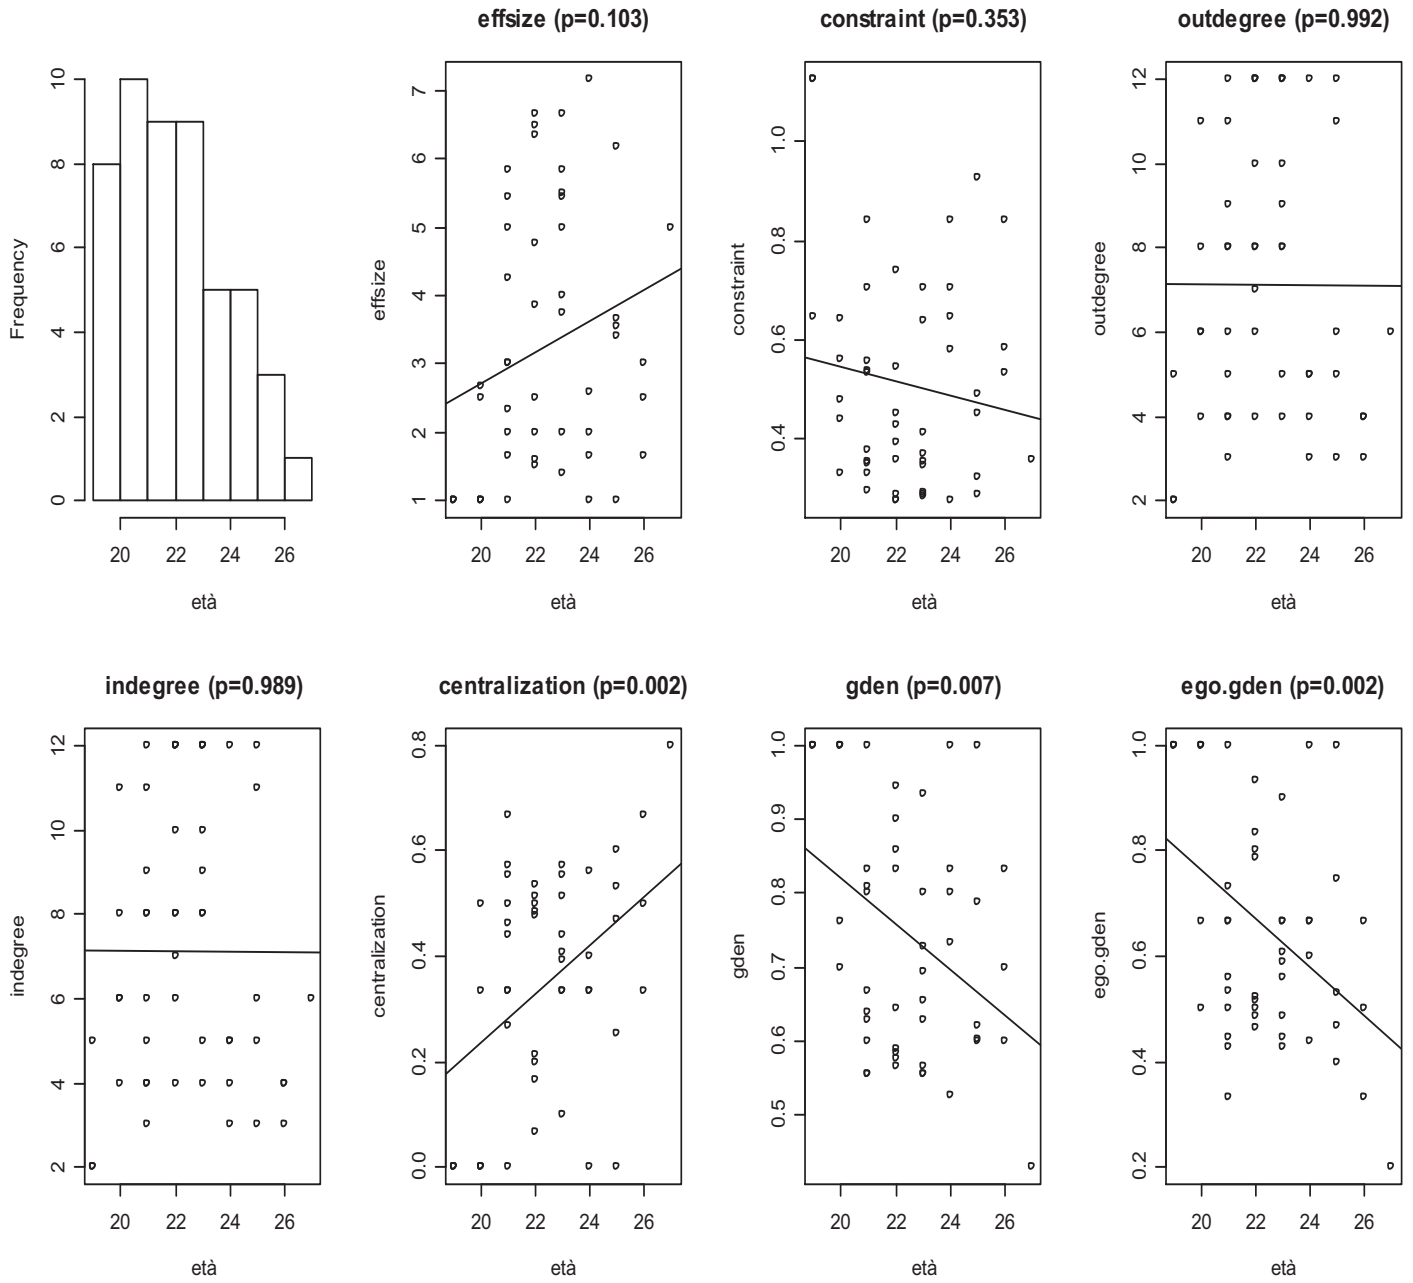 effsize (p=0.103)
constraint (p=0.353)
outdegree (p=0.992)
Frequency
0 2 4 6 8 10
20 22 24 26
età
effsize
1 2 3 4 5 6 7
20 22 24 26
età
constraint
0.4 0.6 0.8 1.0
20 22 24 26
età
outdegree
2 4 6 8 10 12
20 22 24 26
età
indegree (p=0.989)
centralization (p=0.002)
gden (p=0.007)
ego.gden (p=0.002)
indegree
2 4 6 8 10 12
20 22 24 26
età
centralization
0.0 0.2 0.4 0.6 0.8
20 22 24 26
età
gden
0.5 0.6 0.7 0.8 0.9 1.0
20 22 24 26
età
ego.gden
0.2 0.4 0.6 0.8 1.0
20 22 24 26
età